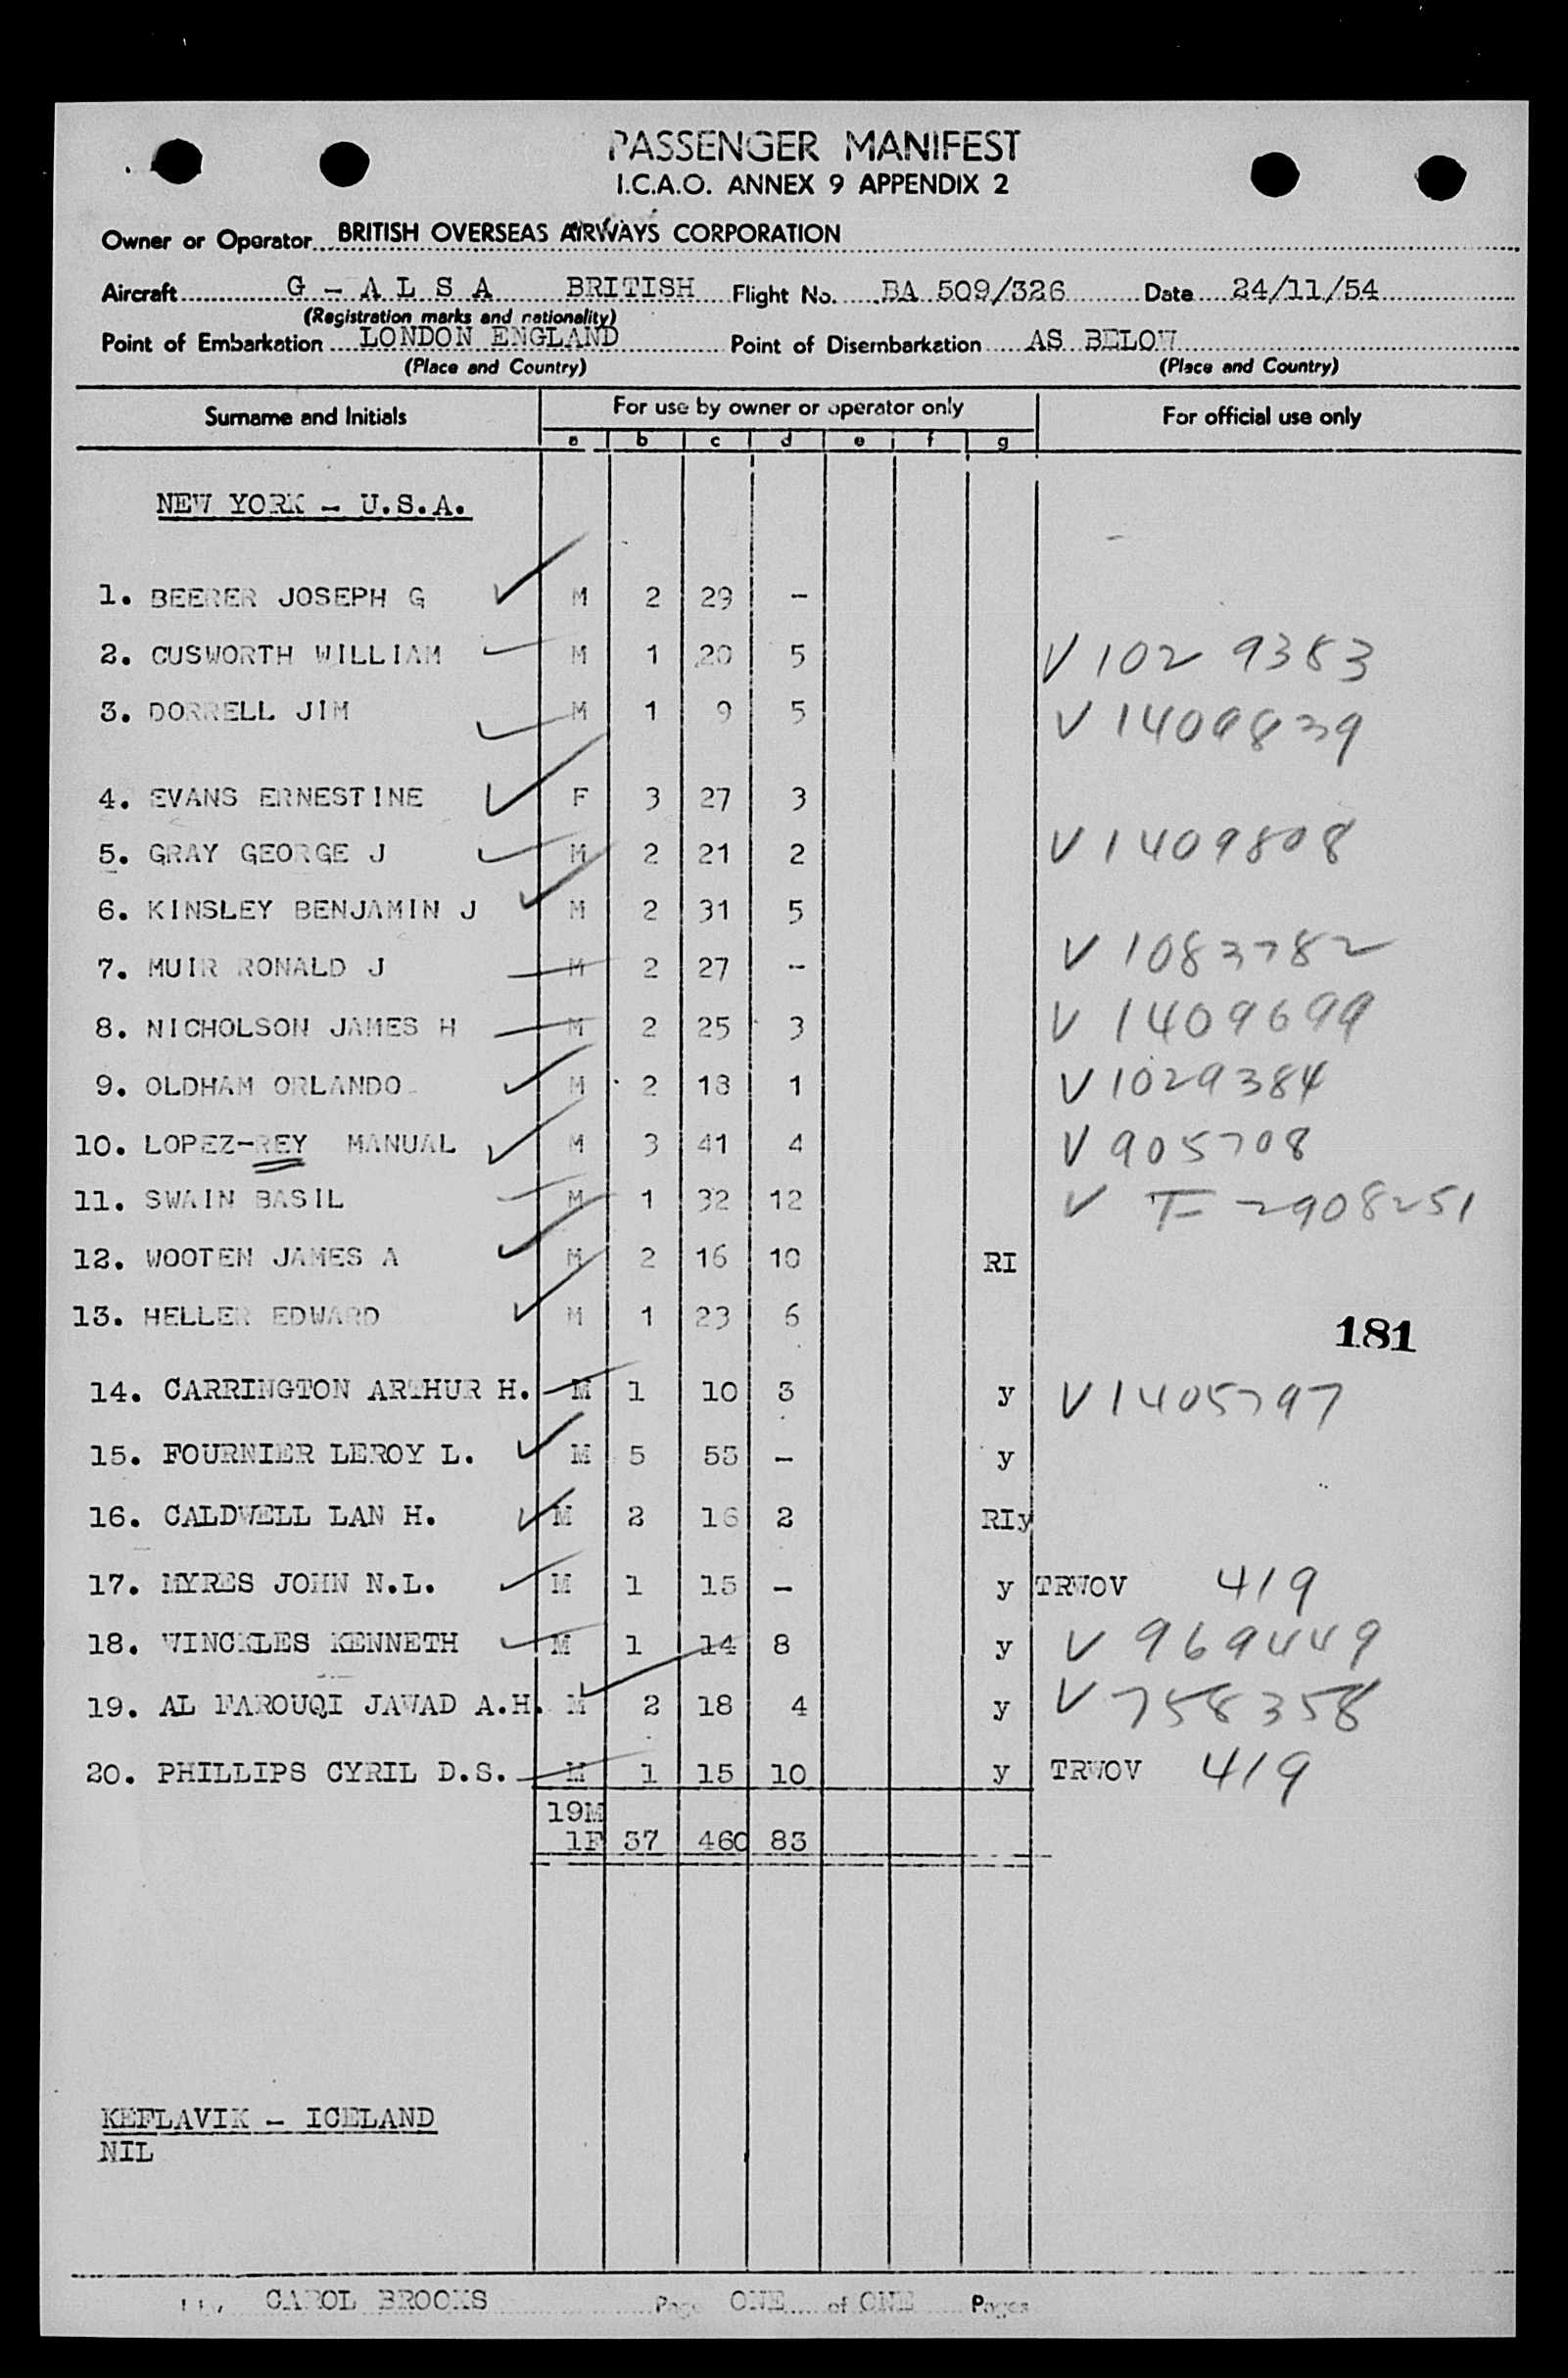 PASSENGER MANIFEST
I.C.A.O. ANNEX 9 APPENDIX 2
Owner or Operator BRITISH OVERSEAS AIRWAYS CORPORATION
Aircraft G - A L S A BRITISH Flight No. BA 509/326 Date 24/11/54
(Registration marks and nationality)
Point of Embarkation LONDON ENGLAND Point of Disembarkation AS BELOW
(Place and Country) (Place and Country)
Surname and Initials For use by owner or operator only For official use only
a b c d e f g
NEW YORK - U.S.A.
1. BEERER JOSEPH G M 2 29 -
2. CUSWORTH WILLIAM M 1 20 5 V 1029383
3. DORRELL JIM M 1 9 5 V 1409839
4. EVANS ERNESTINE F 3 27 3
5. GRAY GEORGE J M 2 21 2 V 1409808
6. KINSLEY BENJAMIN J M 2 31 5
7. MUIR RONALD J M 2 27 - V 1083782
8. NICHOLSON JAMES H M 2 25 3 V 1409699
9. OLDHAM ORLANDO M 2 18 1 V 1029384
10. LOPEZ-REY MANUAL M 3 41 4 V 905708
11. SWAIN BASIL M 1 32 12 V T- 2908251
12. WOOTEN JAMES A M 2 16 10 RI
13. HELLER EDWARD M 1 23 6
181
14. CARRINGTON ARTHUR H. M 1 10 3 y V 1405797
15. FOURNIER LEROY L. M 5 53 - y
16. CALDWELL LAN H. M 2 16 2 RIy
17. MYRES JOHN N.L. M 1 15 - y TRWOV 419
18. WINCKLES KENNETH M 1 14 8 y V 969449
19. AL FAROUQI JAWAD A.H. M 2 18 4 y V 758358
20. PHILLIPS CYRIL D.S. M 1 15 10 y TRWOV 419
19M
1F 37 460 83
KEFLAVIK - ICELAND
NIL
CAROL BROOKS Page ONE of ONE Pages